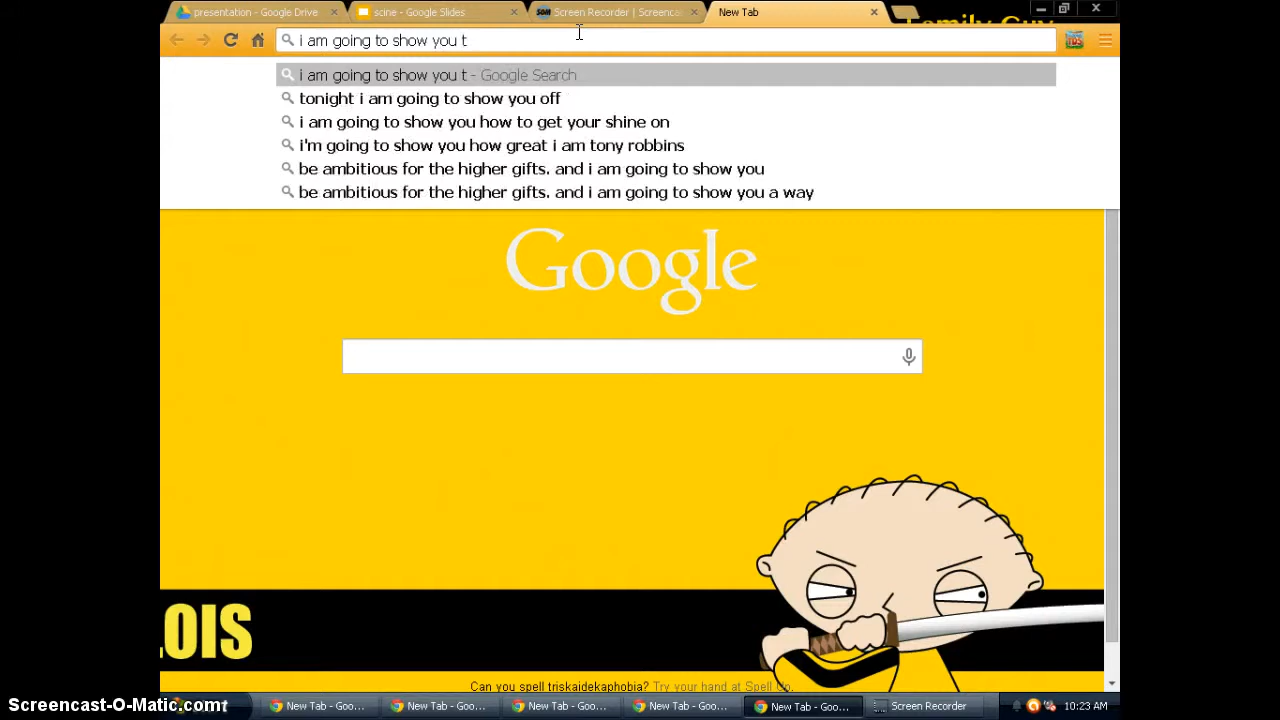 presentation - Google Drive
scine - Google Slides
Screen Recorder | Screencas
New Tab
Family Guy
i am going to show you t
i am going to show you t - Google Search
tonight i am going to show you off
i am going to show you how to get your shine on
i'm going to show you how great i am tony robbins
be ambitious for the higher gifts. and i am going to show you
be ambitious for the higher gifts. and i am going to show you a way
Google
LOIS
Can you spell triskaidekaphobia? Try your hand at Spell Up.
New Tab - Goo...
New Tab - Goo...
New Tab - Goo...
New Tab - Goo...
New Tab - Goo...
Screen Recorder
10:23 AM
Screencast-O-Matic.com